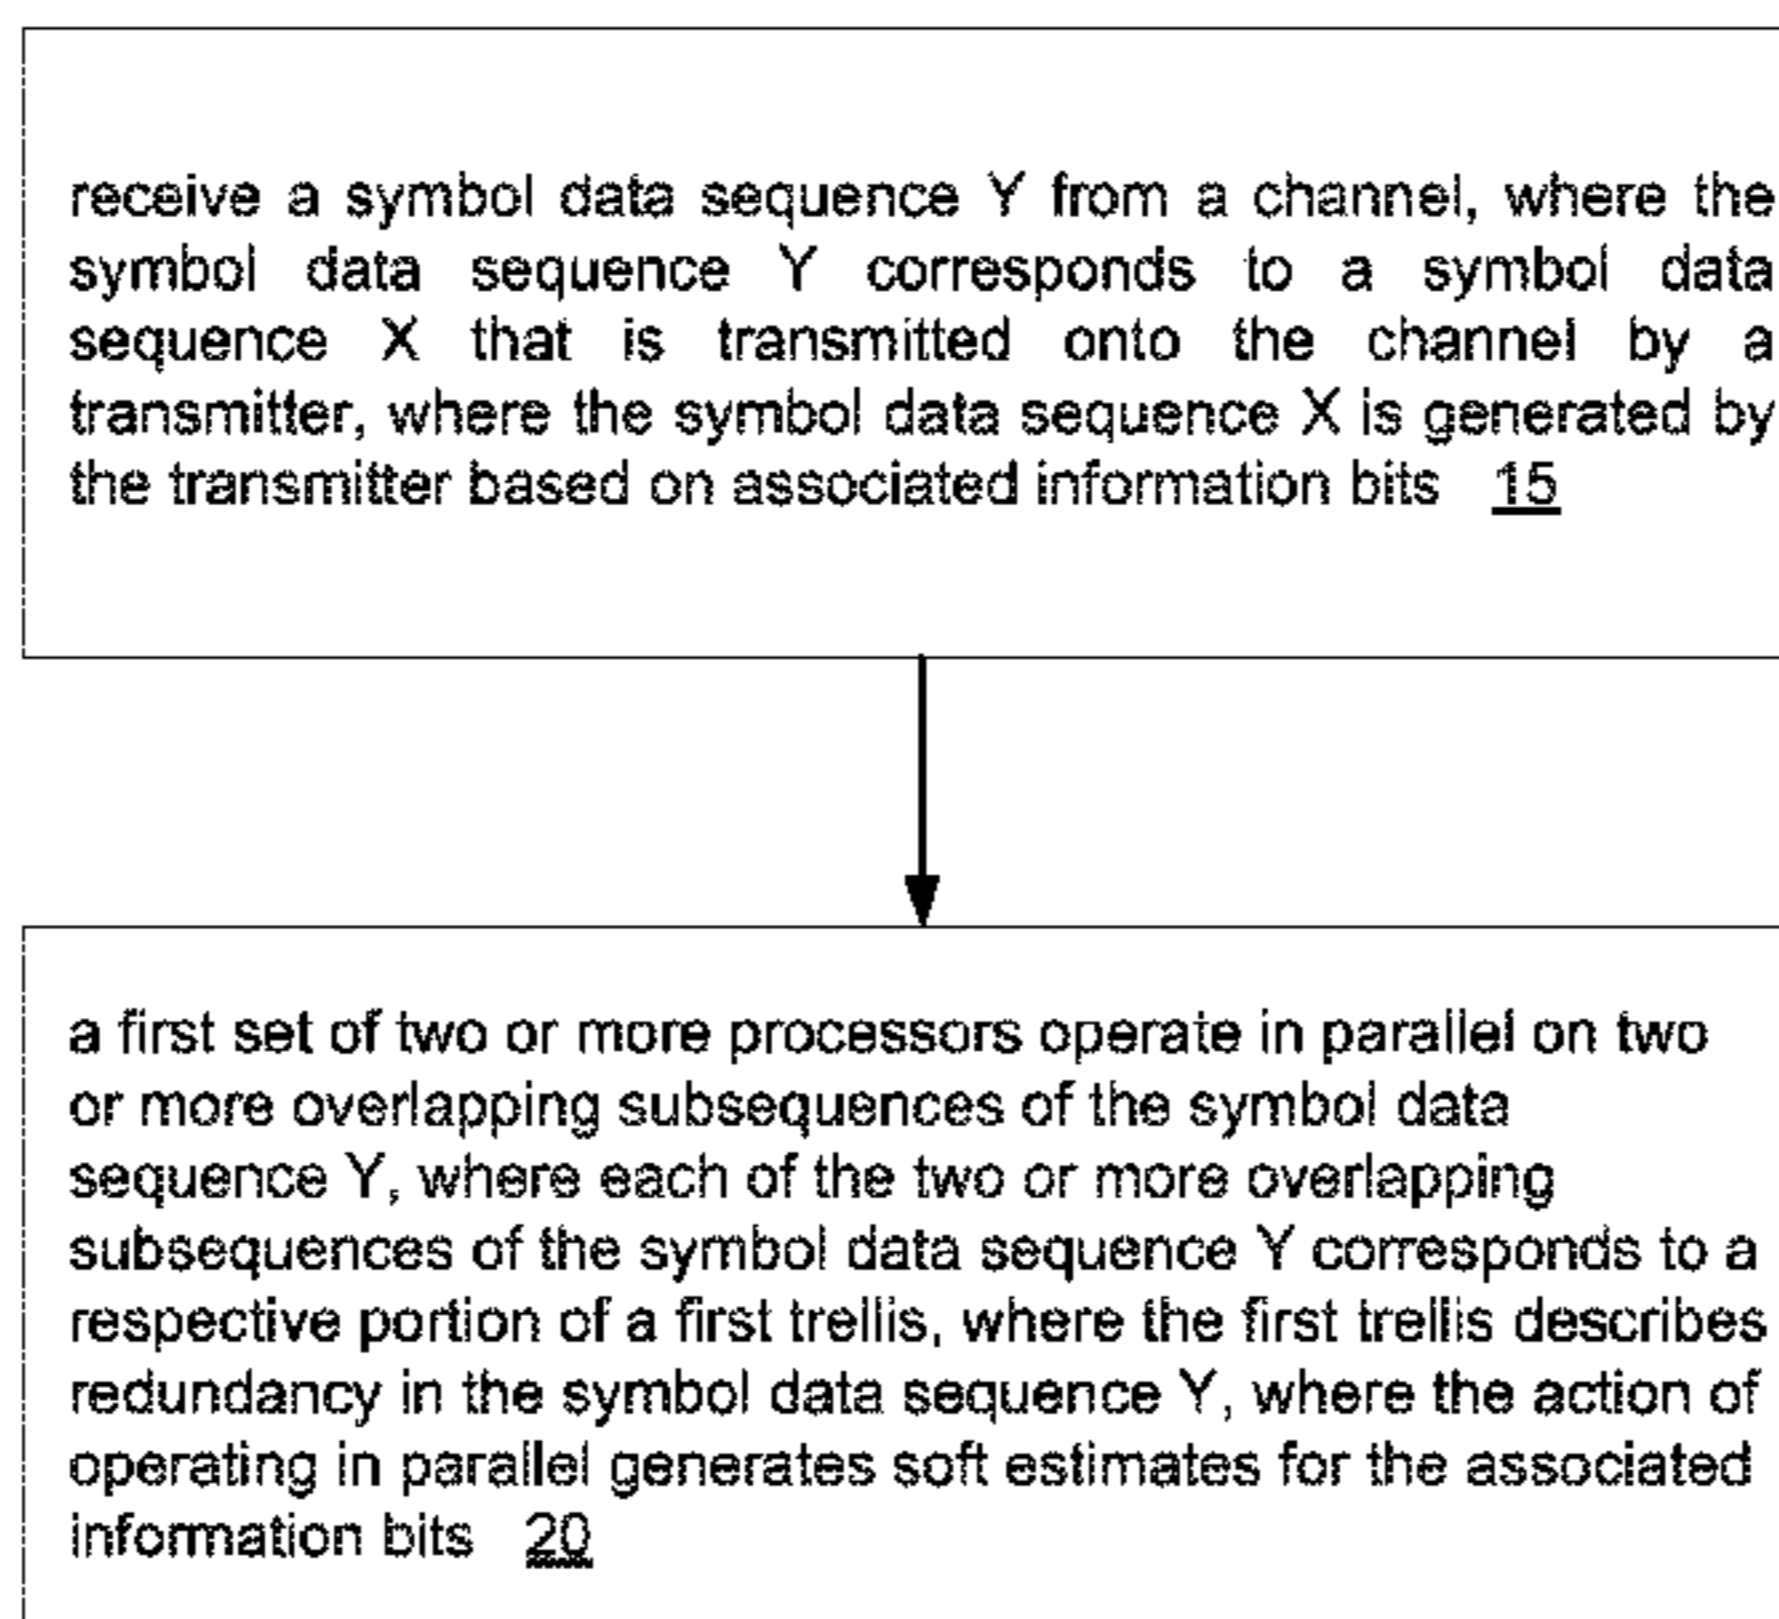 receive a symbol data sequence Y from a channel, where the
symbol data sequence Y corresponds to a symbol data
sequence X that is transmitted onto the channel by a
transmitter, where the symbol data sequence X is generated by
the transmitter based on associated information bits 15
a first set of two or more processors operate in parallel on two
or more overlapping subsequences of the symbol data
sequence Y, where each of the two or more overlapping
subsequences of the symbol data sequence Y corresponds to a
respective portion of a first trellis, where the first trellis describes
redundancy in the symbol data sequence Y, where the action of
operating in parallel generates soft estimates for the associated
information bits 20